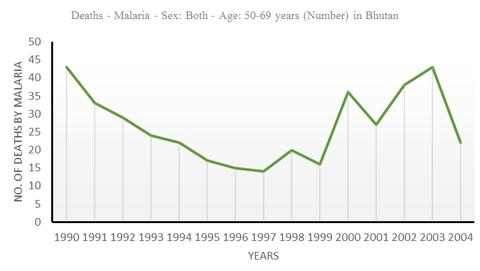 Deaths - Malaria - Sex: Both - Age: 50-69 years (Number) in Bhutan
50
45
40
35
30
25
20
15
10
5
0
NO. OF DEATHS BY MALARIA
1990 1991 1992 1993 1994 1995 1996 1997 1998 1999 2000 2001 2002 2003 2004
YEARS